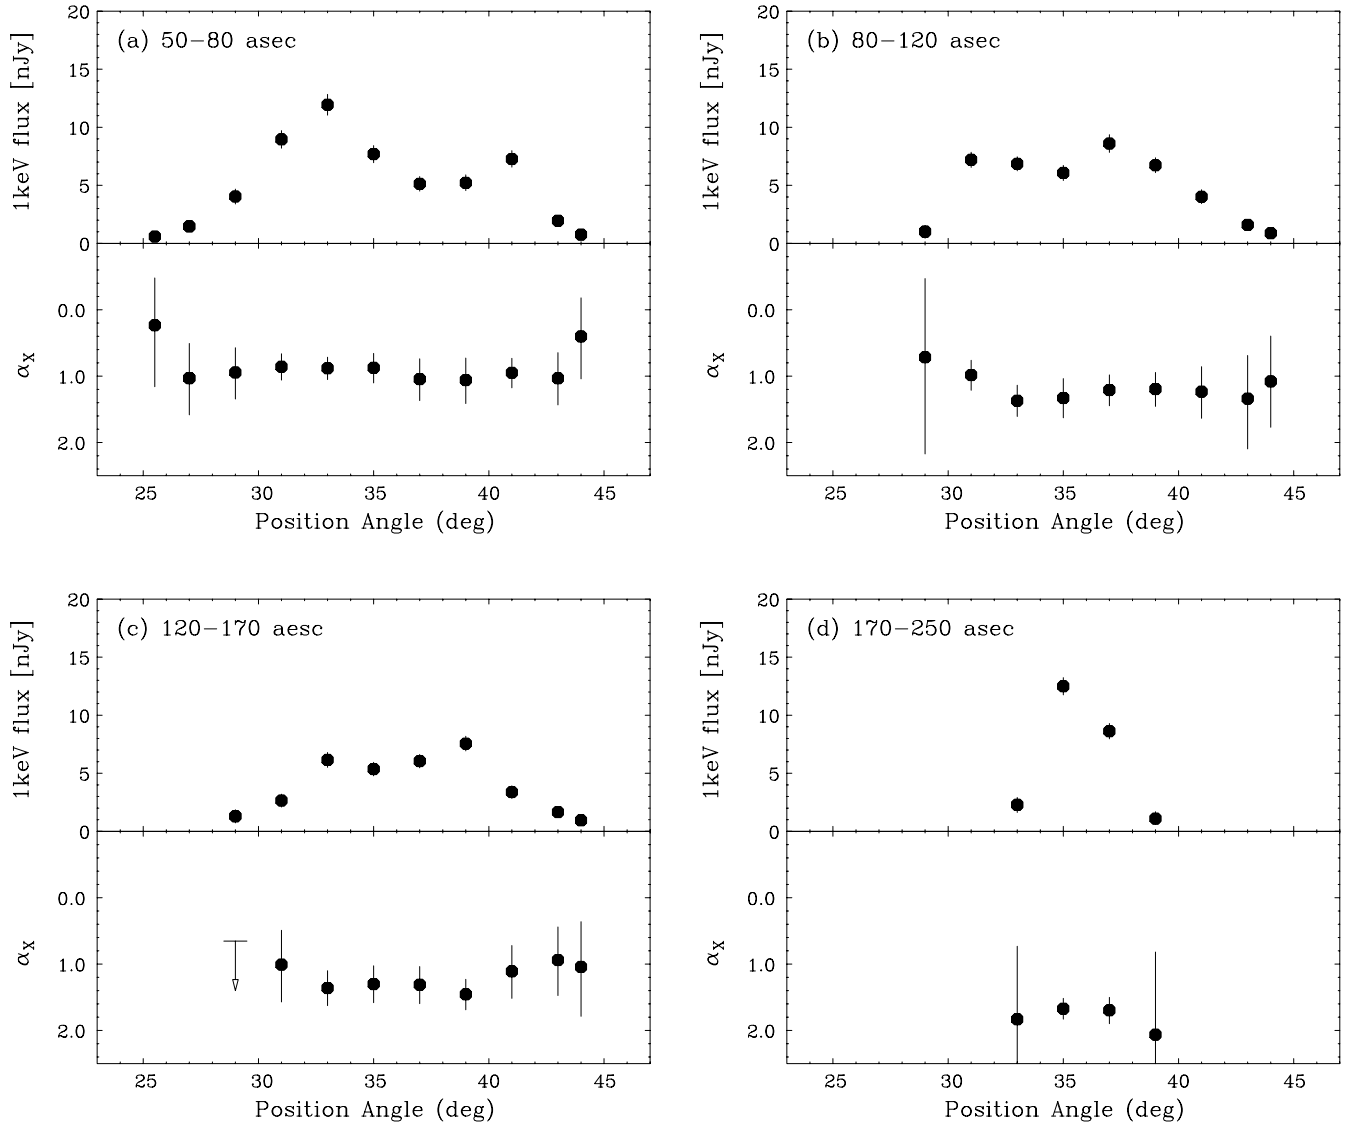 20
(a) 50−80 asec
15
1keV flux [nJy]
10
5
0
0.0
αX
1.0
2.0
25 30 35 40 45
Position Angle (deg)
20
(b) 80−120 asec
15
1keV flux [nJy]
10
5
0
0.0
αX
1.0
2.0
25 30 35 40 45
Position Angle (deg)
20
(c) 120−170 aesc
15
1keV flux [nJy]
10
5
0
0.0
αX
1.0
2.0
25 30 35 40 45
Position Angle (deg)
20
(d) 170−250 asec
15
1keV flux [nJy]
10
5
0
0.0
αX
1.0
2.0
25 30 35 40 45
Position Angle (deg)